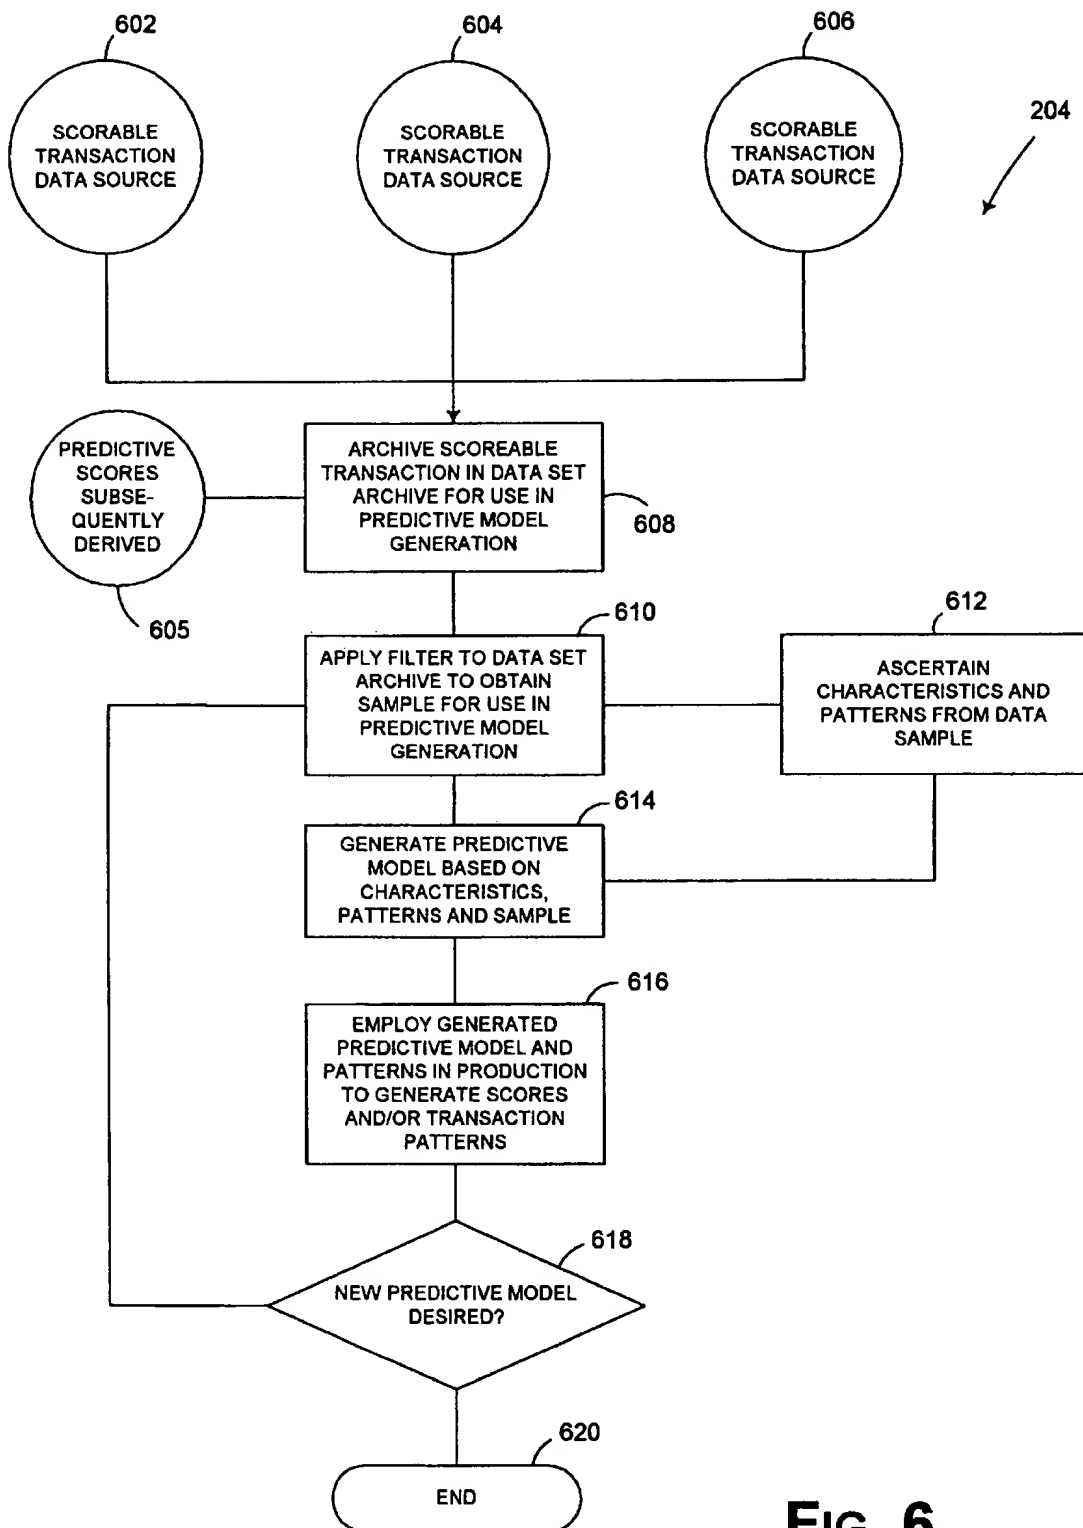 602
604
606
SCORABLE
TRANSACTION
DATA SOURCE
SCORABLE
TRANSACTION
DATA SOURCE
SCORABLE
TRANSACTION
DATA SOURCE
204
PREDICTIVE
SCORES
SUBSE-
QUENTLY
DERIVED
605
ARCHIVE SCOREABLE
TRANSACTION IN DATA SET
ARCHIVE FOR USE IN
PREDICTIVE MODEL
GENERATION
608
610
APPLY FILTER TO DATA SET
ARCHIVE TO OBTAIN
SAMPLE FOR USE IN
PREDICTIVE MODEL
GENERATION
612
ASCERTAIN
CHARACTERISTICS AND
PATTERNS FROM DATA
SAMPLE
614
GENERATE PREDICTIVE
MODEL BASED ON
CHARACTERISTICS,
PATTERNS AND SAMPLE
616
EMPLOY GENERATED
PREDICTIVE MODEL AND
PATTERNS IN PRODUCTION
TO GENERATE SCORES
AND/OR TRANSACTION
PATTERNS
618
NEW PREDICTIVE MODEL
DESIRED?
620
END
FIG. 6